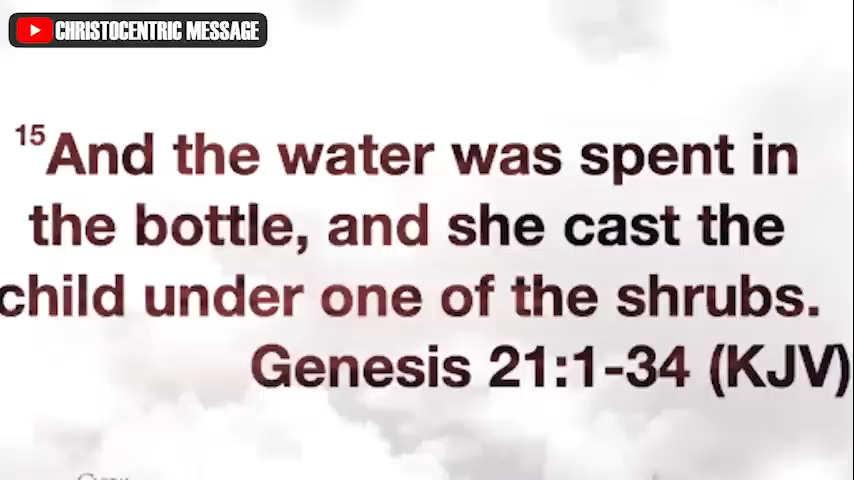 CHRISTOCENTRIC MESSAGE
15And the water was spent in
the bottle, and she cast the
child under one of the shrubs.
Genesis 21:1-34 (KJV)